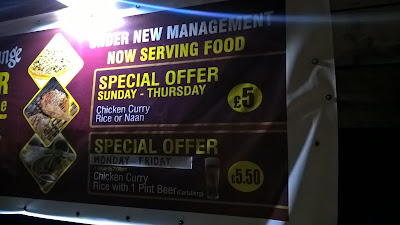 UNDER NEW MANAGEMENT
NOW SERVING FOOD
SPECIAL OFFER
SUNDAY - THURSDAY
£5
Chicken Curry
Rice or Naan
SPECIAL OFFER
MONDAY - FRIDAY
£5.50
Chicken Curry
Rice with 1 Pint Beer (Carlsberg)